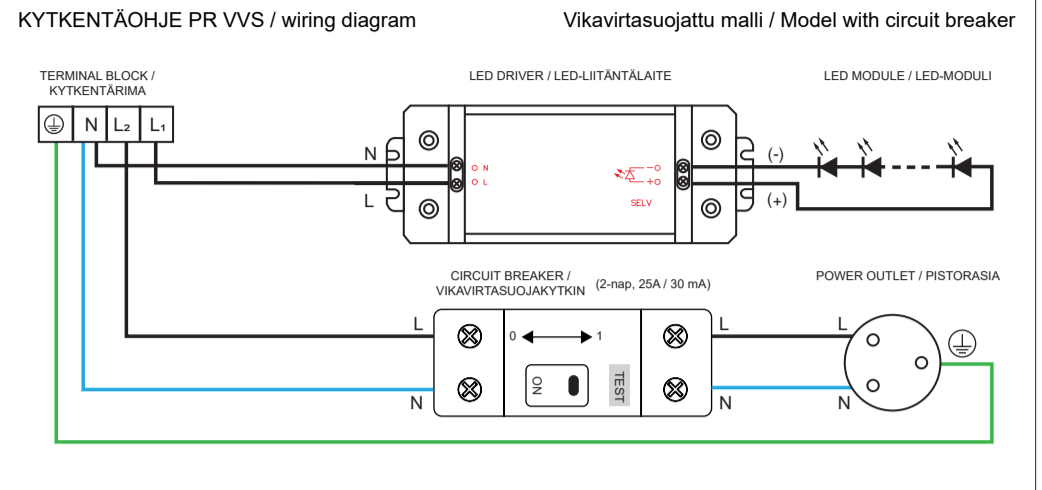 KYTKENTÄOHJE PR VVS / wiring diagram
Vikavirtasuojattu malli / Model with circuit breaker
TERMINAL BLOCK /
KYTKENTÄRIMA
LED DRIVER / LED-LIITÄNTÄLAITE
LED MODULE / LED-MODULI
N L₂ L₁
N
L
O N
O L
−O
+O
SELV
(-)
(+)
CIRCUIT BREAKER /
VIKAVIRTASUOJAKYTKIN
(2-nap, 25A / 30 mA)
POWER OUTLET / PISTORASIA
L
N
0
1
ON
TEST
L
N
L
N